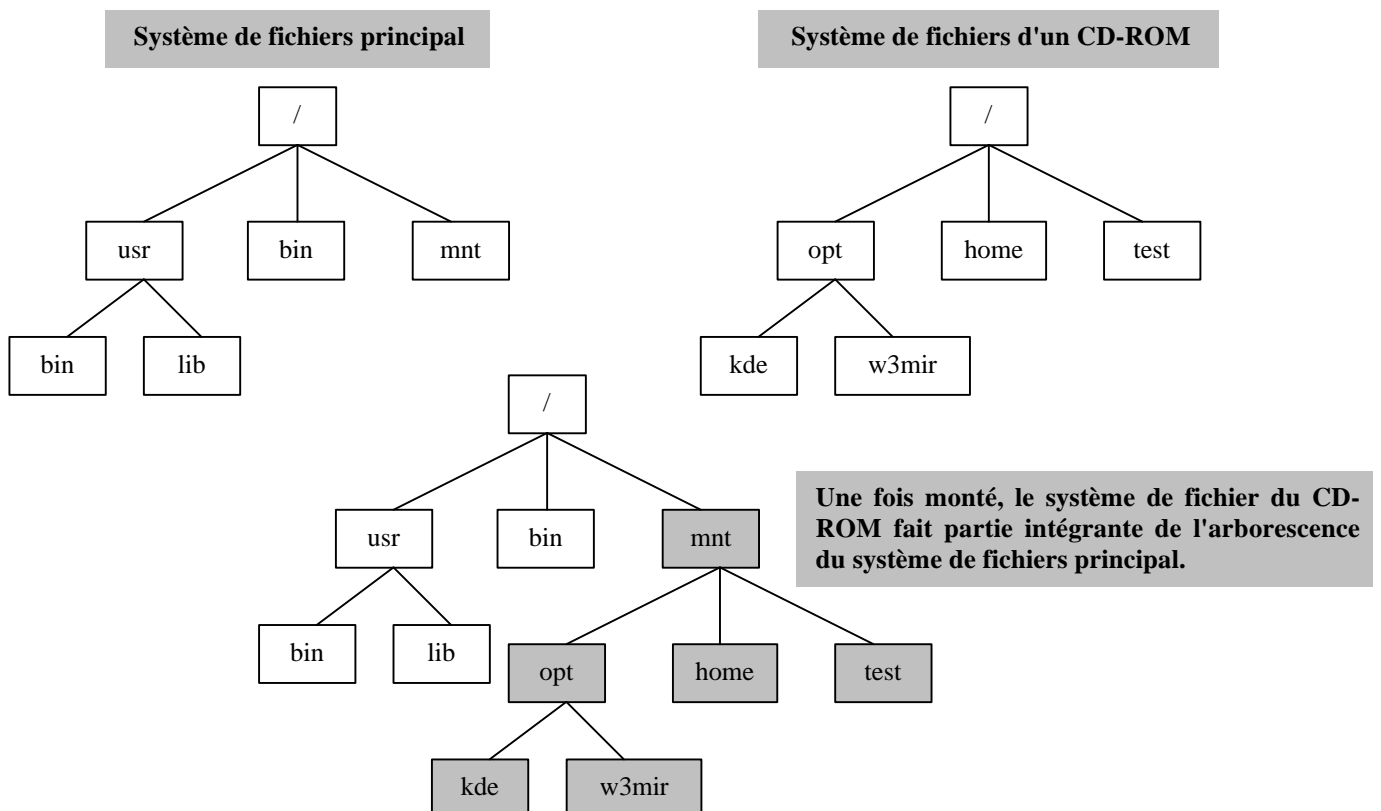 Système de fichiers principal
Système de fichiers d'un CD-ROM
/
/
usr
bin
mnt
opt
home
test
bin
lib
kde
w3mir
/
Une fois monté, le système de fichier du CD-
ROM fait partie intégrante de l'arborescence
du système de fichiers principal.
usr
bin
mnt
bin
lib
opt
home
test
kde
w3mir